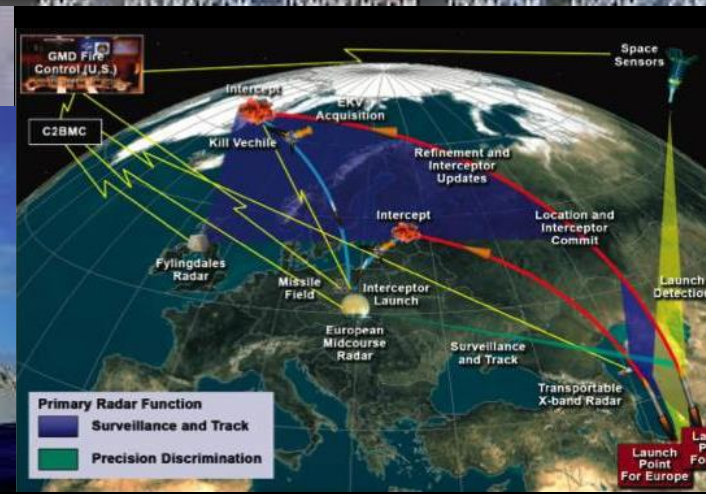 GMD Fire
Control (U.S.)
Space
Sensors
Intercept
EKV
Acquisition
C2BMC
Kill Vechile
Refinement and
Interceptor
Updates
Intercept
Location and
Interceptor
Commit
Fylingdales
Radar
Missile
Field
Interceptor
Launch
Launch
Detection
European
Midcourse
Radar
Surveillance
and Track
Transportable
X-band Radar
Primary Radar Function
Surveillance and Track
Precision Discrimination
Launch
Point
For Europe